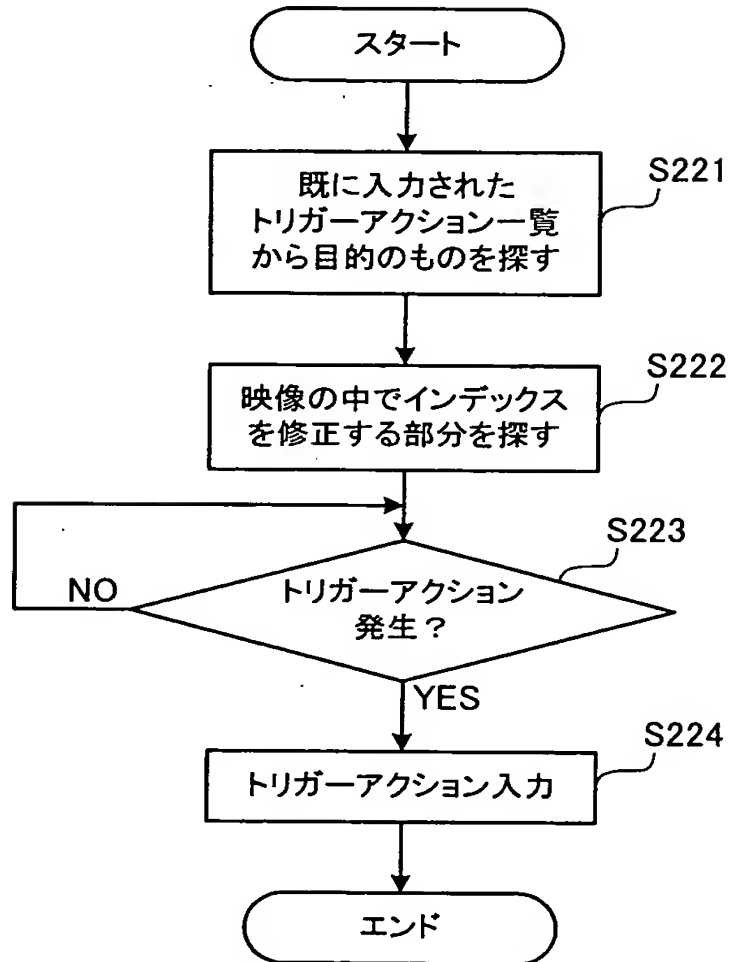 スタート
S221
既に入力された
トリガーアクション一覧
から目的のものを探す
S222
映像の中でインデックス
を修正する部分を探す
S223
トリガーアクション
発生？
NO
YES
S224
トリガーアクション入力
エンド